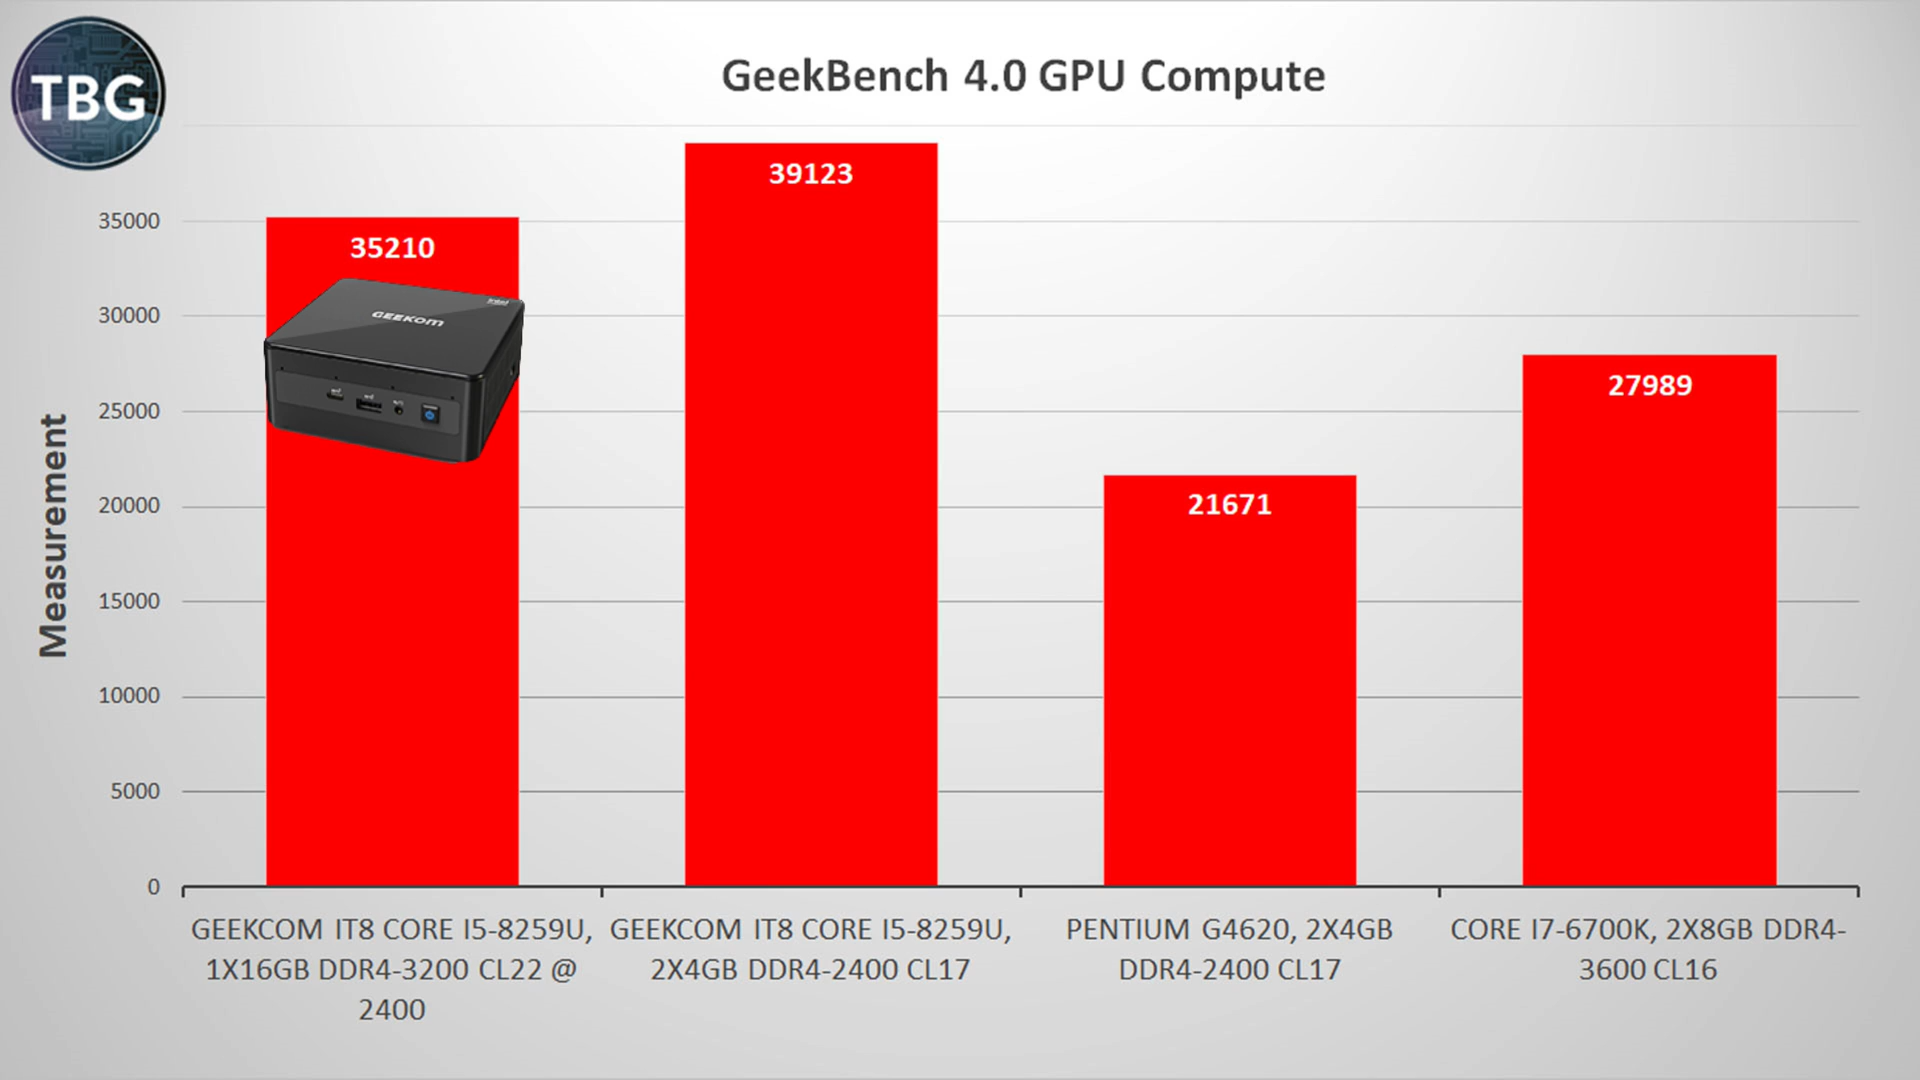 TBG
GeekBench 4.0 GPU Compute
Measurement
35000
30000
25000
20000
15000
10000
5000
0
35210
39123
21671
27989
GEEKOM
intel
GEEKCOM IT8 CORE I5-8259U,
1X16GB DDR4-3200 CL22 @
2400
GEEKCOM IT8 CORE I5-8259U,
2X4GB DDR4-2400 CL17
PENTIUM G4620, 2X4GB
DDR4-2400 CL17
CORE I7-6700K, 2X8GB DDR4-
3600 CL16